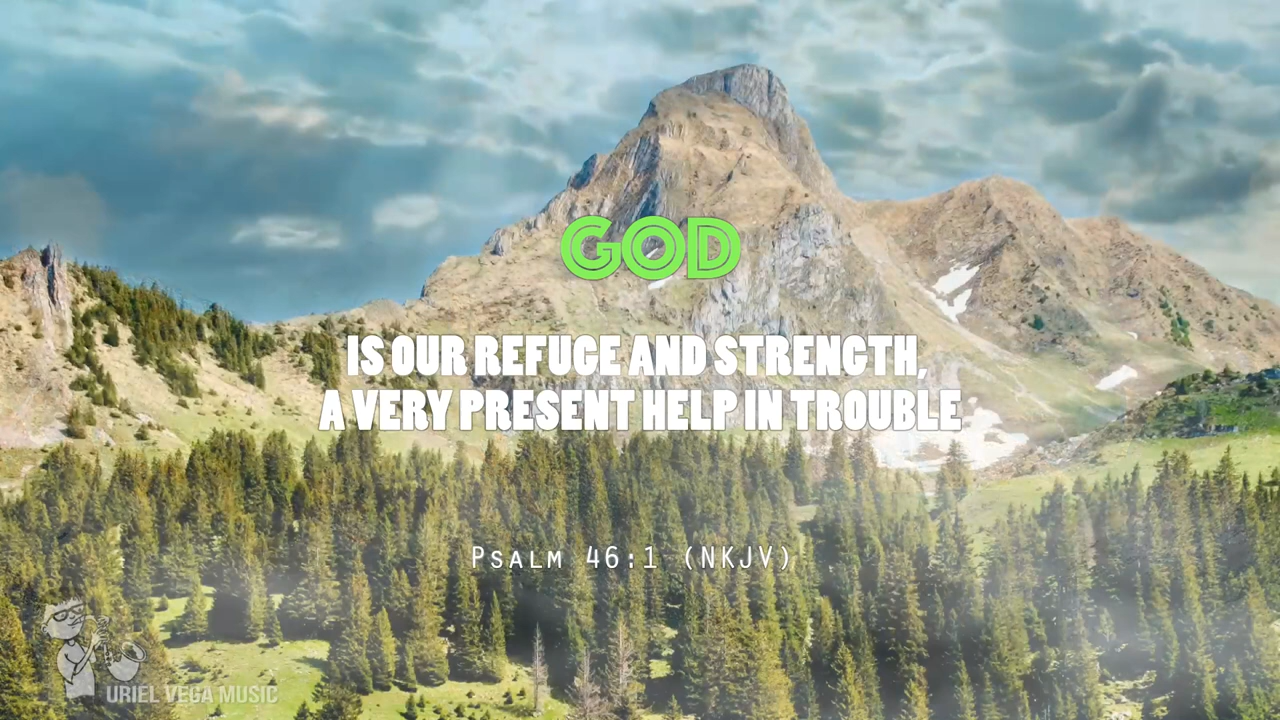 GOD
IS OUR REFUGE AND STRENGTH,
A VERY PRESENT HELP IN TROUBLE
Psalm 46:1 (NKJV)
URIEL VEGA MUSIC